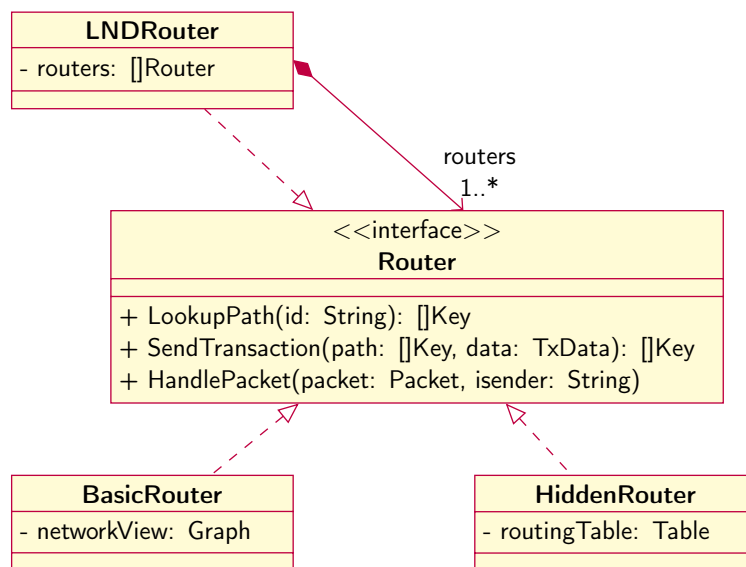 LNDRouter
- routers: []Router
routers
1..*
<<interface>>
Router
+ LookupPath(id: String): []Key
+ SendTransaction(path: []Key, data: TxData): []Key
+ HandlePacket(packet: Packet, isender: String)
BasicRouter
- networkView: Graph
HiddenRouter
- routingTable: Table